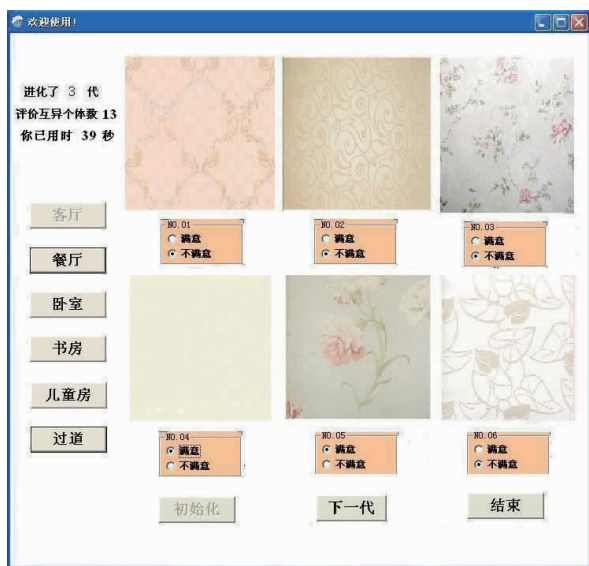 欢迎使用!
进化了 3 代
评价互异个体数 13
你已用时 39 秒
客厅
餐厅
卧室
书房
儿童房
过道
NO.01
满意
不满意
NO.02
满意
不满意
NO.03
满意
不满意
NO.04
满意
不满意
NO.05
满意
不满意
NO.06
满意
不满意
初始化
下一代
结束